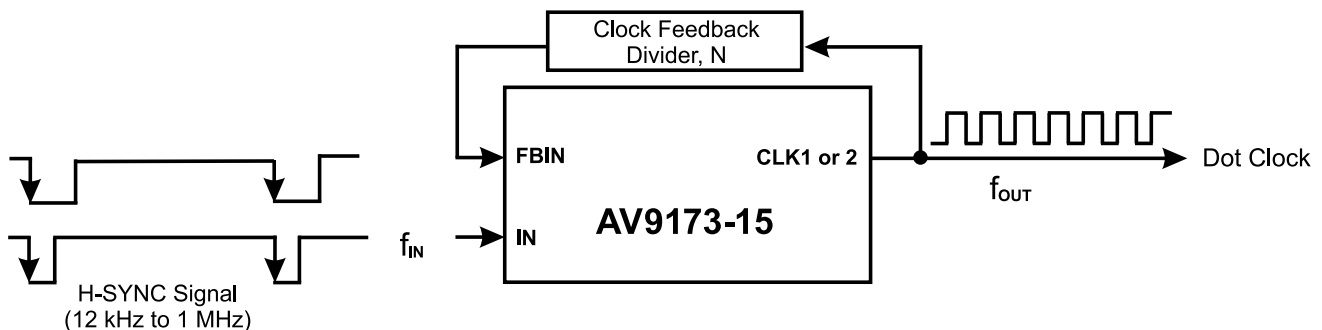 Clock Feedback
Divider, N
FBIN
CLK1 or 2
Dot Clock
fOUT
AV9173-15
fIN
IN
H-SYNC Signal
(12 kHz to 1 MHz)